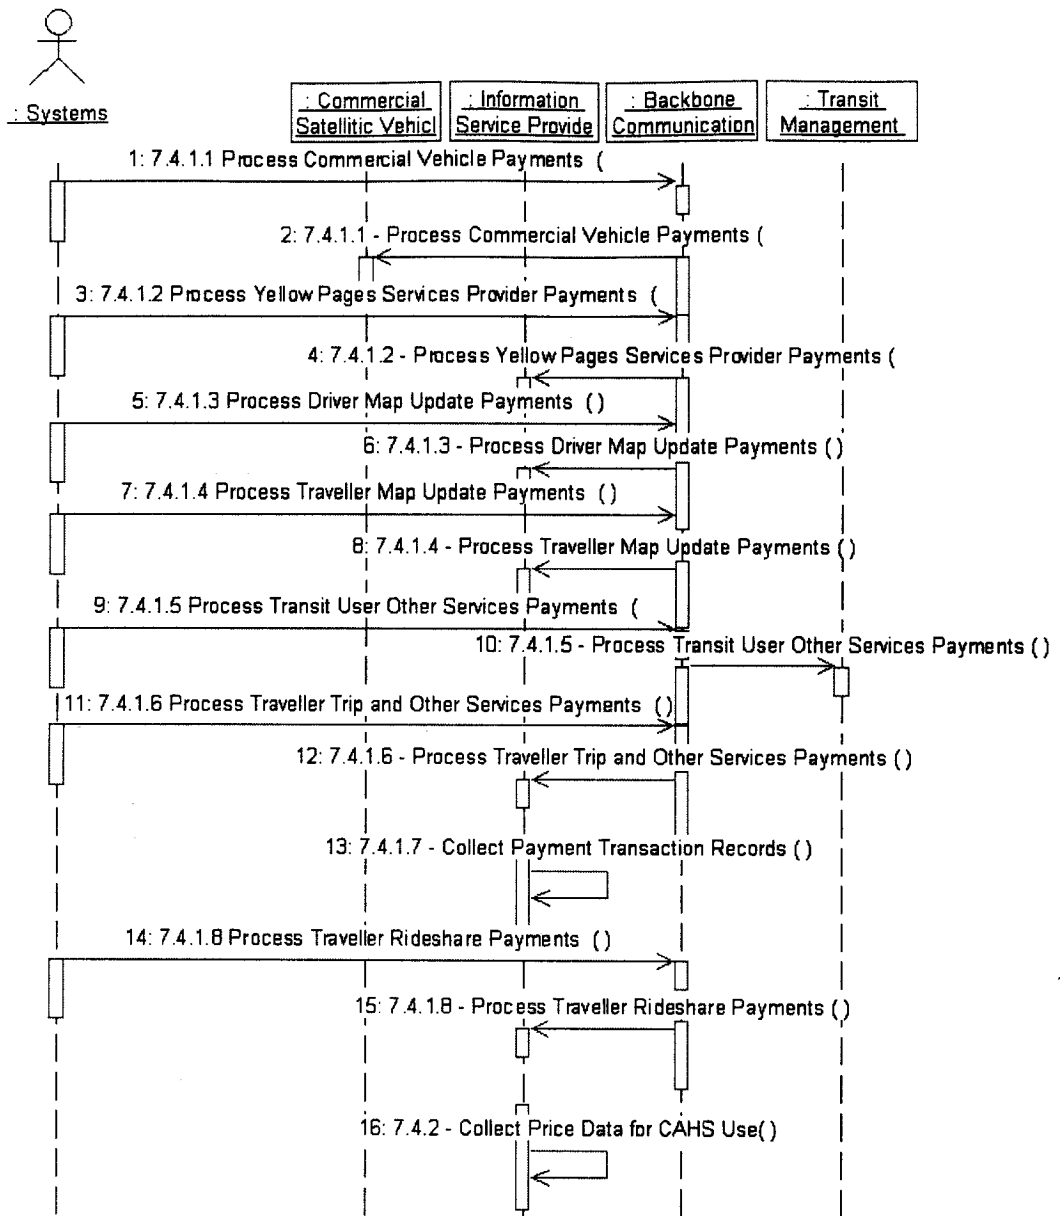 : Systems
: Commercial
Satellitic Vehicl
: Information
Service Provide
: Backbone
Communication
: Transit
Management
1: 7.4.1.1 Process Commercial Vehicle Payments (
2: 7.4.1.1 - Process Commercial Vehicle Payments (
3: 7.4.1.2 Process Yellow Pages Services Provider Payments (
4: 7.4.1.2 - Process Yellow Pages Services Provider Payments (
5: 7.4.1.3 Process Driver Map Update Payments ( )
6: 7.4.1.3 - Process Driver Map Update Payments ( )
7: 7.4.1.4 Process Traveller Map Update Payments ( )
8: 7.4.1.4 - Process Traveller Map Update Payments ( )
9: 7.4.1.5 Process Transit User Other Services Payments (
10: 7.4.1.5 - Process Transit User Other Services Payments ( )
11: 7.4.1.6 Process Traveller Trip and Other Services Payments ( )
12: 7.4.1.6 - Process Traveller Trip and Other Services Payments ( )
13: 7.4.1.7 - Collect Payment Transaction Records ( )
14: 7.4.1.8 Process Traveller Rideshare Payments ( )
15: 7.4.1.8 - Process Traveller Rideshare Payments ( )
16: 7.4.2 - Collect Price Data for CAHS Use( )